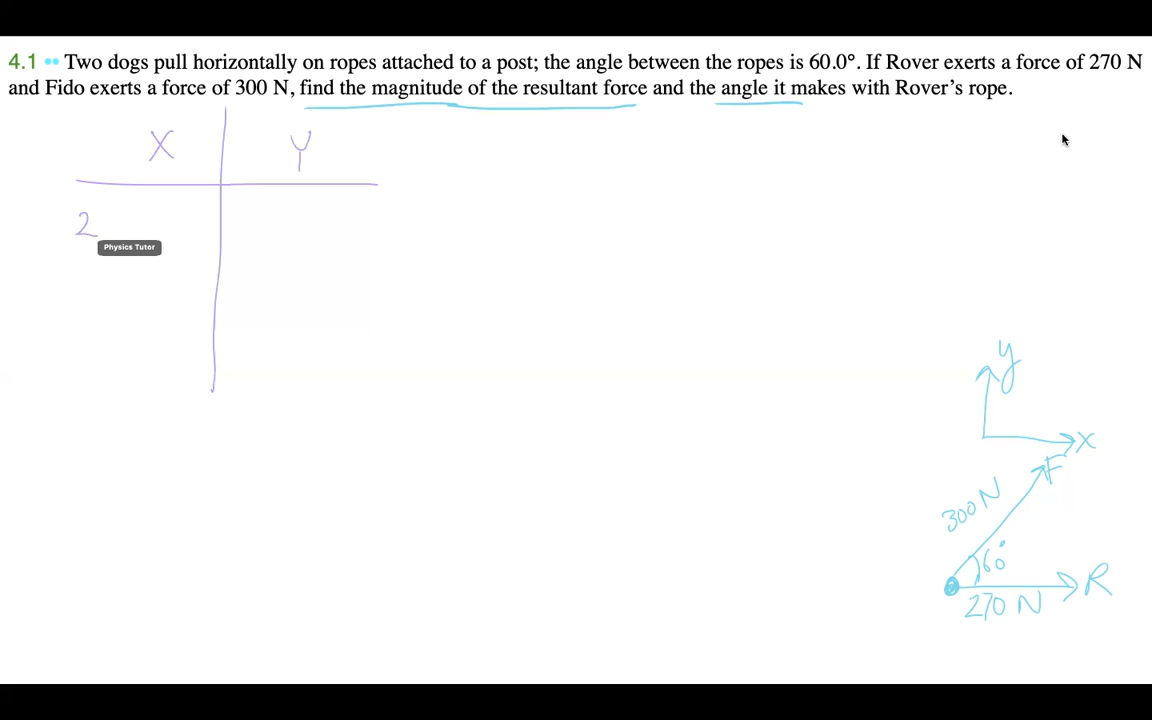 4.1 •• Two dogs pull horizontally on ropes attached to a post; the angle between the ropes is 60.0°. If Rover exerts a force of 270 N
and Fido exerts a force of 300 N, find the magnitude of the resultant force and the angle it makes with Rover's rope.
X Y
2
Physics Tutor
y
X
F
300 N
60°
R
270 N